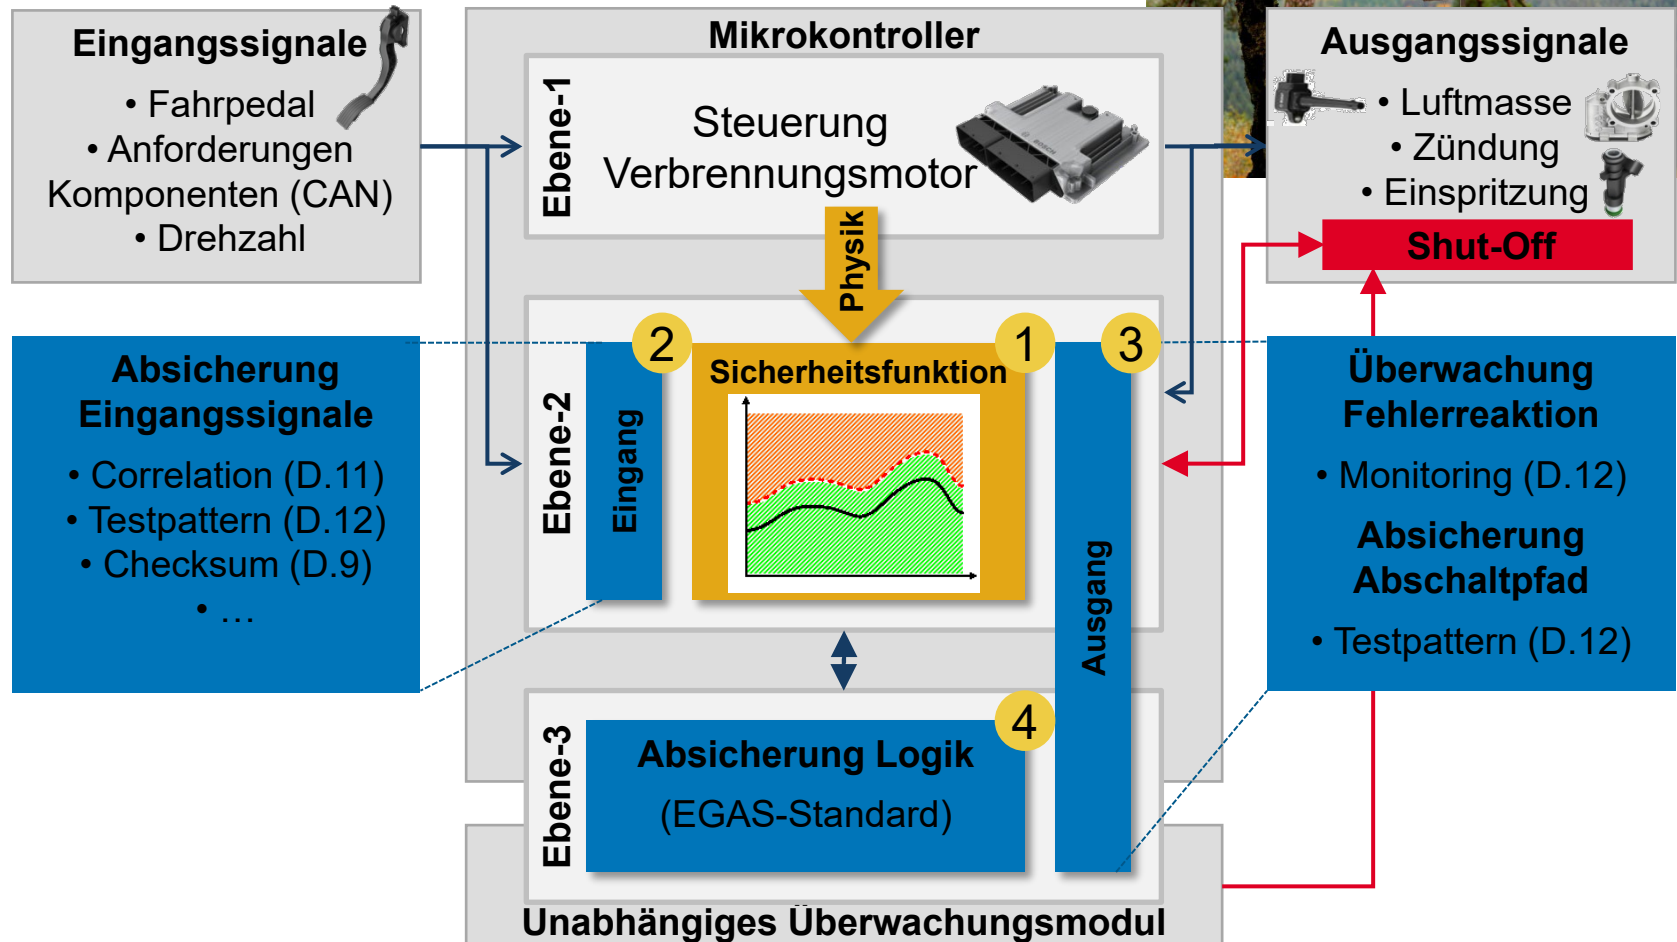 Eingangssignale
• Fahrpedal
• Anforderungen
Komponenten (CAN)
• Drehzahl
Mikrokontroller
Ebene-1
Steuerung
Verbrennungsmotor
Physik
Ausgangssignale
• Luftmasse
• Zündung
• Einspritzung
Shut-Off
Absicherung
Eingangssignale
• Correlation (D.11)
• Testpattern (D.12)
• Checksum (D.9)
• …
Ebene-2
2
Eingang
1
Sicherheitsfunktion
3
Ausgang
Überwachung
Fehlerreaktion
• Monitoring (D.12)
Absicherung
Abschaltpfad
• Testpattern (D.12)
Ebene-3
4
Absicherung Logik
(EGAS-Standard)
Unabhängiges Überwachungsmodul